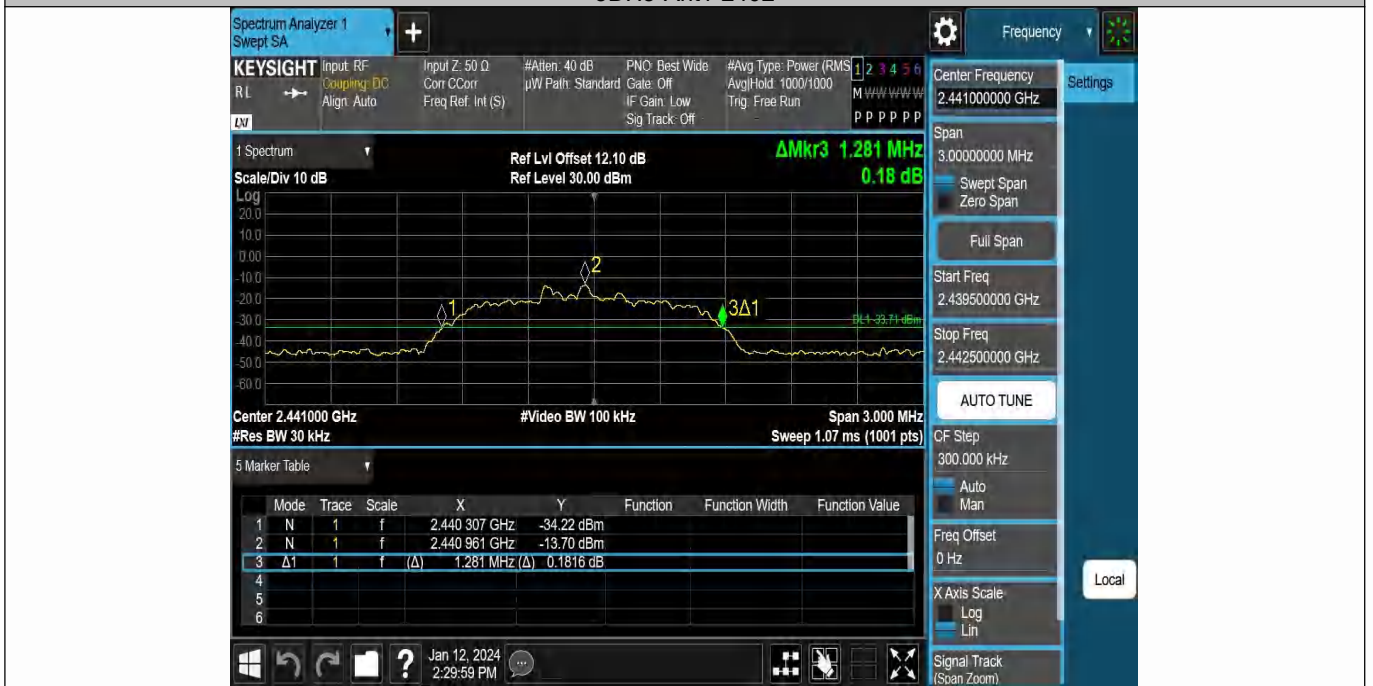 Spectrum Analyzer 1
Swept SA
Frequency
KEYSIGHT
RL
LXI
Input: RF
Coupling: DC
Align: Auto
Input Z: 50 Ω
Corr CCorr
Freq Ref: Int (S)
#Atten: 40 dB
µW Path: Standard
PNO: Best Wide
Gate: Off
IF Gain: Low
Sig Track: Off
#Avg Type: Power (RMS
Avg|Hold: 1000/1000
Trig: Free Run
1 2 3 4 5 6
M W W W W W
P P P P P P
1 Spectrum
Scale/Div 10 dB
Ref Lvl Offset 12.10 dB
Ref Level 30.00 dBm
ΔMkr3 1.281 MHz
0.18 dB
Log
20.0
10.0
0.00
-10.0
-20.0
-30.0
-40.0
-50.0
-60.0
1
2
3Δ1
DL1 -33.71 dBm
Center 2.441000 GHz
#Video BW 100 kHz
Span 3.000 MHz
#Res BW 30 kHz
Sweep 1.07 ms (1001 pts)
5 Marker Table
Mode Trace Scale X Y Function Function Width Function Value
1 N 1 f 2.440 307 GHz -34.22 dBm
2 N 1 f 2.440 961 GHz -13.70 dBm
3 Δ1 1 f (Δ) 1.281 MHz (Δ) 0.1816 dB
4
5
6
Jan 12, 2024
2:29:59 PM
Settings
Center Frequency
2.441000000 GHz
Span
3.00000000 MHz
Swept Span
Zero Span
Full Span
Start Freq
2.439500000 GHz
Stop Freq
2.442500000 GHz
AUTO TUNE
CF Step
300.000 kHz
Auto
Man
Freq Offset
0 Hz
X Axis Scale
Log
Lin
Signal Track
(Span Zoom)
Local